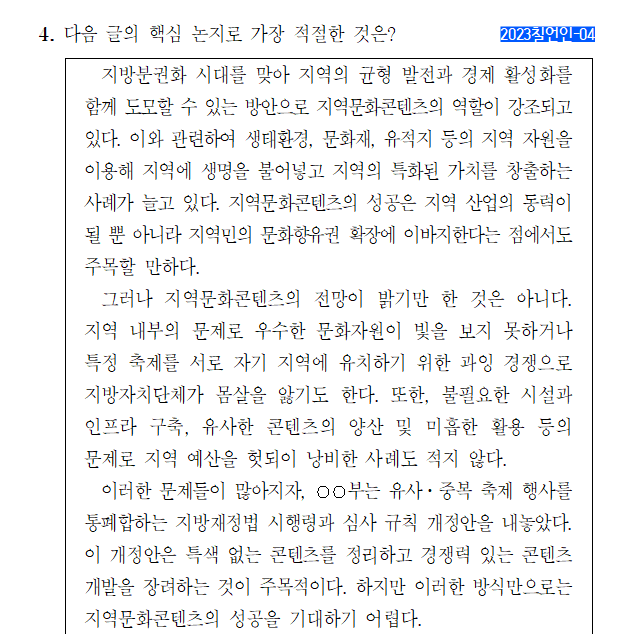 4. 다음 글의 핵심 논지로 가장 적절한 것은?
2023칠언인-04
지방분권화 시대를 맞아 지역의 균형 발전과 경제 활성화를
함께 도모할 수 있는 방안으로 지역문화콘텐츠의 역할이 강조되고
있다. 이와 관련하여 생태환경, 문화재, 유적지 등의 지역 자원을
이용해 지역에 생명을 불어넣고 지역의 특화된 가치를 창출하는
사례가 늘고 있다. 지역문화콘텐츠의 성공은 지역 산업의 동력이
될 뿐 아니라 지역민의 문화향유권 확장에 이바지한다는 점에서도
주목할 만하다.
그러나 지역문화콘텐츠의 전망이 밝기만 한 것은 아니다.
지역 내부의 문제로 우수한 문화자원이 빛을 보지 못하거나
특정 축제를 서로 자기 지역에 유치하기 위한 과잉 경쟁으로
지방자치단체가 몸살을 앓기도 한다. 또한, 불필요한 시설과
인프라 구축, 유사한 콘텐츠의 양산 및 미흡한 활용 등의
문제로 지역 예산을 헛되이 낭비한 사례도 적지 않다.
이러한 문제들이 많아지자, ○○부는 유사·중복 축제 행사를
통폐합하는 지방재정법 시행령과 심사 규칙 개정안을 내놓았다.
이 개정안은 특색 없는 콘텐츠를 정리하고 경쟁력 있는 콘텐츠
개발을 장려하는 것이 주목적이다. 하지만 이러한 방식만으로는
지역문화콘텐츠의 성공을 기대하기 어렵다.